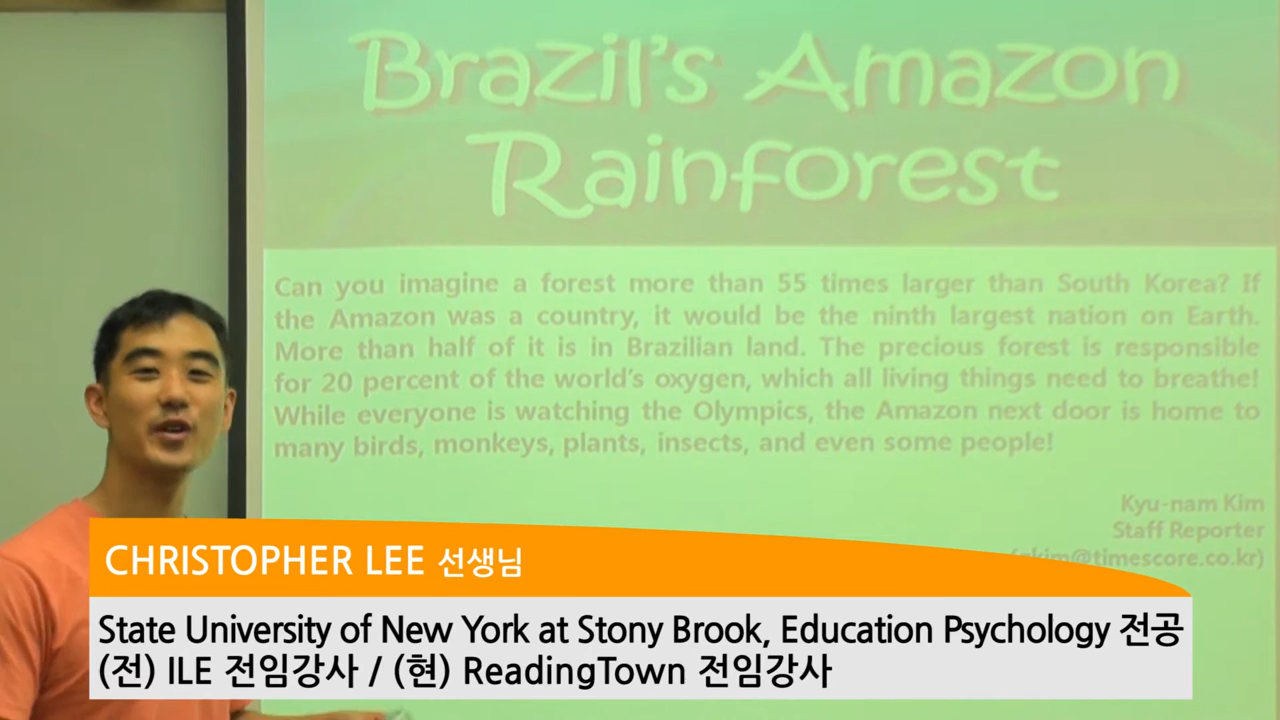 Brazil's Amazon
Rainforest
Can you imagine a forest more than 55 times larger than South Korea? If
the Amazon was a country, it would be the ninth largest nation on Earth.
More than half of it is in Brazilian land. The precious forest is responsible
for 20 percent of the world's oxygen, which all living things need to breathe!
While everyone is watching the Olympics, the Amazon next door is home to
many birds, monkeys, plants, insects, and even some people!
Kyu-nam Kim
Staff Reporter
CHRISTOPHER LEE 선생님
State University of New York at Stony Brook, Education Psychology 전공
(전) ILE 전임강사 / (현) ReadingTown 전임강사